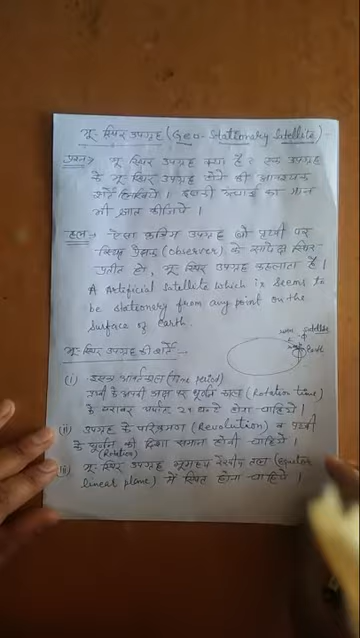 भू-स्थिर उपग्रह (Geo-Stationary Satellite)-
प्रश्न→ भू स्थिर उपग्रह क्या है? एक उपग्रह
के भू स्थिर उपग्रह होने की आवश्यक
शर्तें लिखिये। इसकी ऊंचाई का मान
भी ज्ञात कीजिये।
हल→ ऐसा कृत्रिम उपग्रह जो पृथ्वी पर
स्थित प्रेक्षक (observer) के सापेक्ष स्थिर
प्रतीत हो, भू स्थिर उपग्रह कहलाता है।
A Artificial Satellite which is Seems to
be stationary from any point on the
Surface of earth.
Satellite
Earth
भू-स्थिर उपग्रह की शर्तें -
(i) इसका आवर्तकाल (Time period)
पृथ्वी के अपनी अक्ष पर घूर्णन काल (Rotation time)
के बराबर अर्थात 24 घण्टे होना चाहिये।
(ii) उपग्रह के परिक्रमण (Revolution) व पृथ्वी
के घूर्णन की दिशा समान होनी चाहिये।
(Rotation)
(iii) भू-स्थिर उपग्रह भूमध्य रेखीय तल (equator
linear plane) में स्थित होना चाहिये।